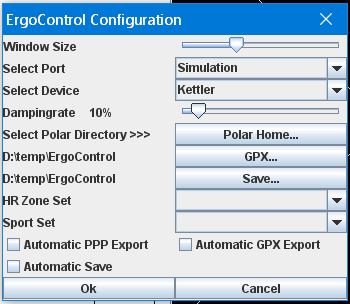 ErgoControl Configuration
Window Size
Select Port Simulation
Select Device Kettler
Dampingrate 10%
Select Polar Directory >>> Polar Home...
D:\temp\ErgoControl GPX...
D:\temp\ErgoControl Save...
HR Zone Set
Sport Set
Automatic PPP Export Automatic GPX Export
Automatic Save
Ok Cancel